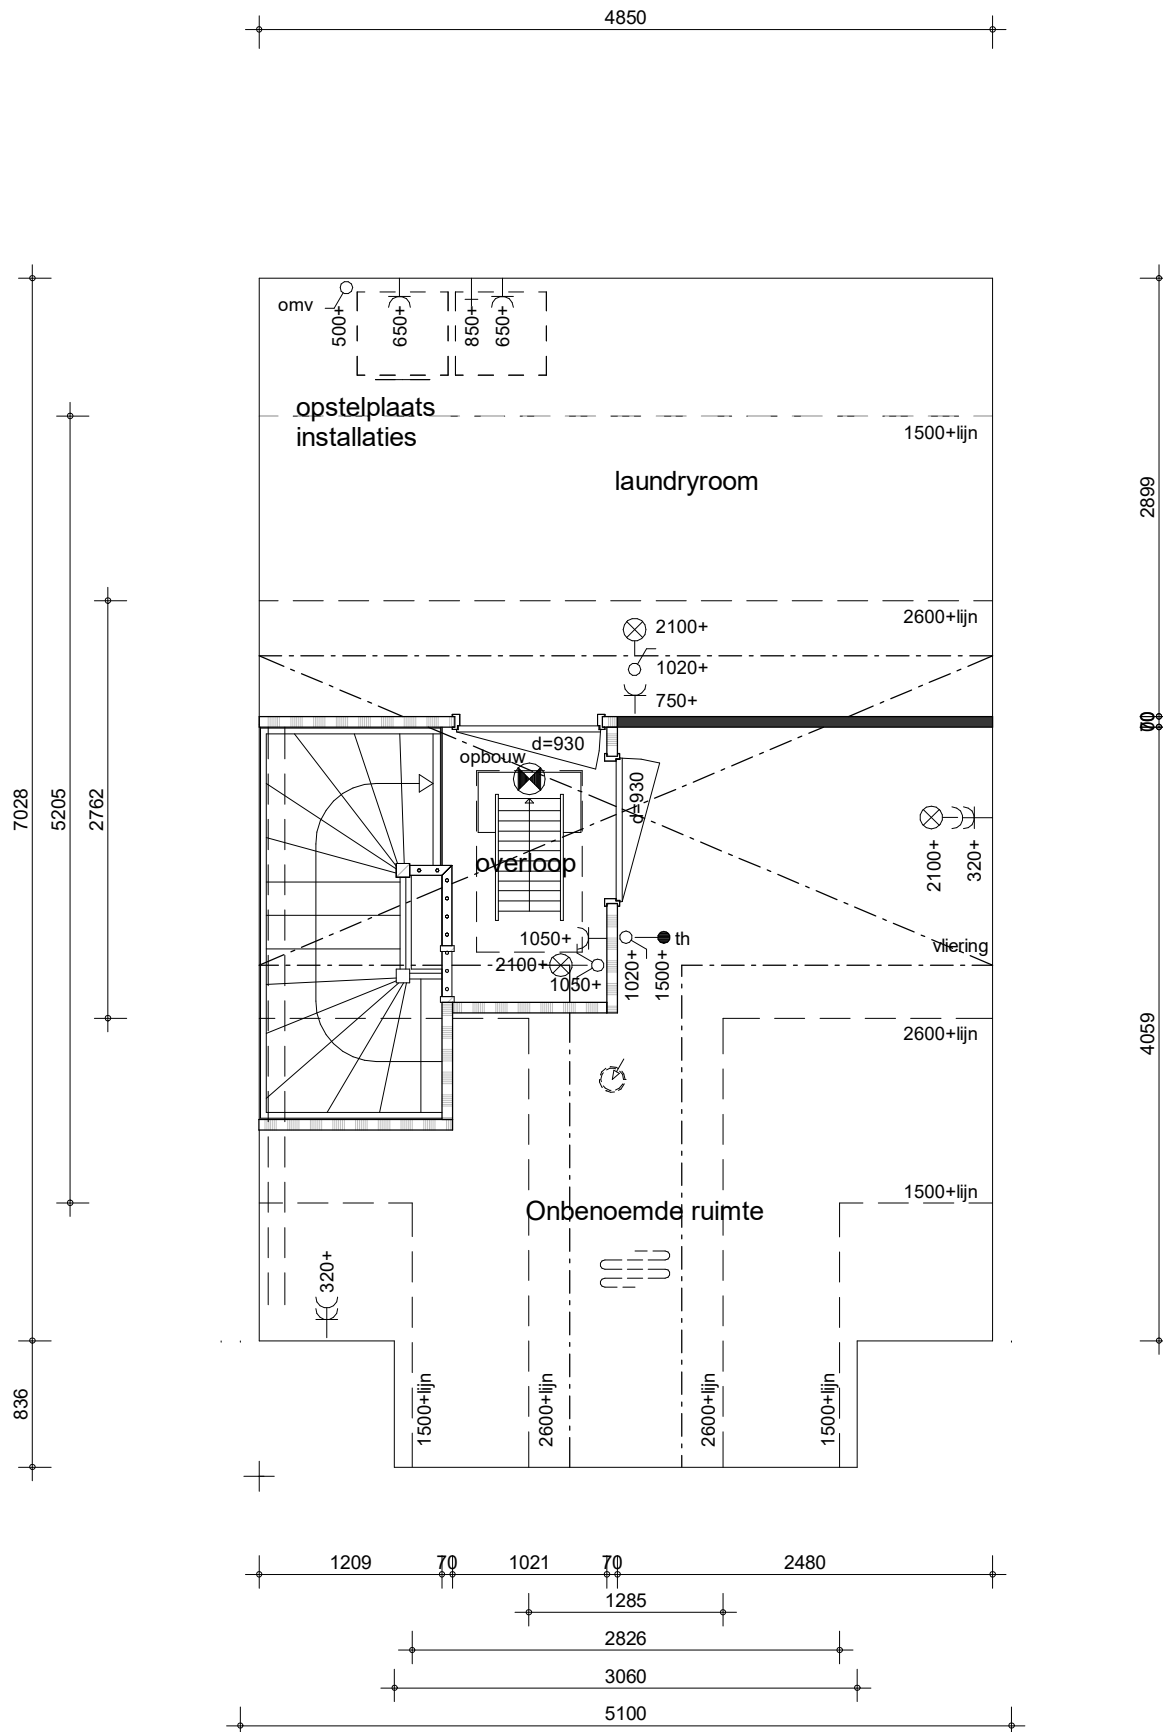 4850
omv
500+
650+
850+
650+
opstelplaats
installaties
1500+lijn
laundryroom
2899
2600+lijn
2100+
1020+
750+
70
opbouw
d=930
d=930
7028
5205
2762
overloop
2100+
320+
1050+
2100+
1050+
1020+
1500+
th
vliering
2600+lijn
4059
1500+lijn
Onbenoemde ruimte
320+
836
1500+lijn
2600+lijn
2600+lijn
1500+lijn
1209
70
1021
70
2480
1285
2826
3060
5100